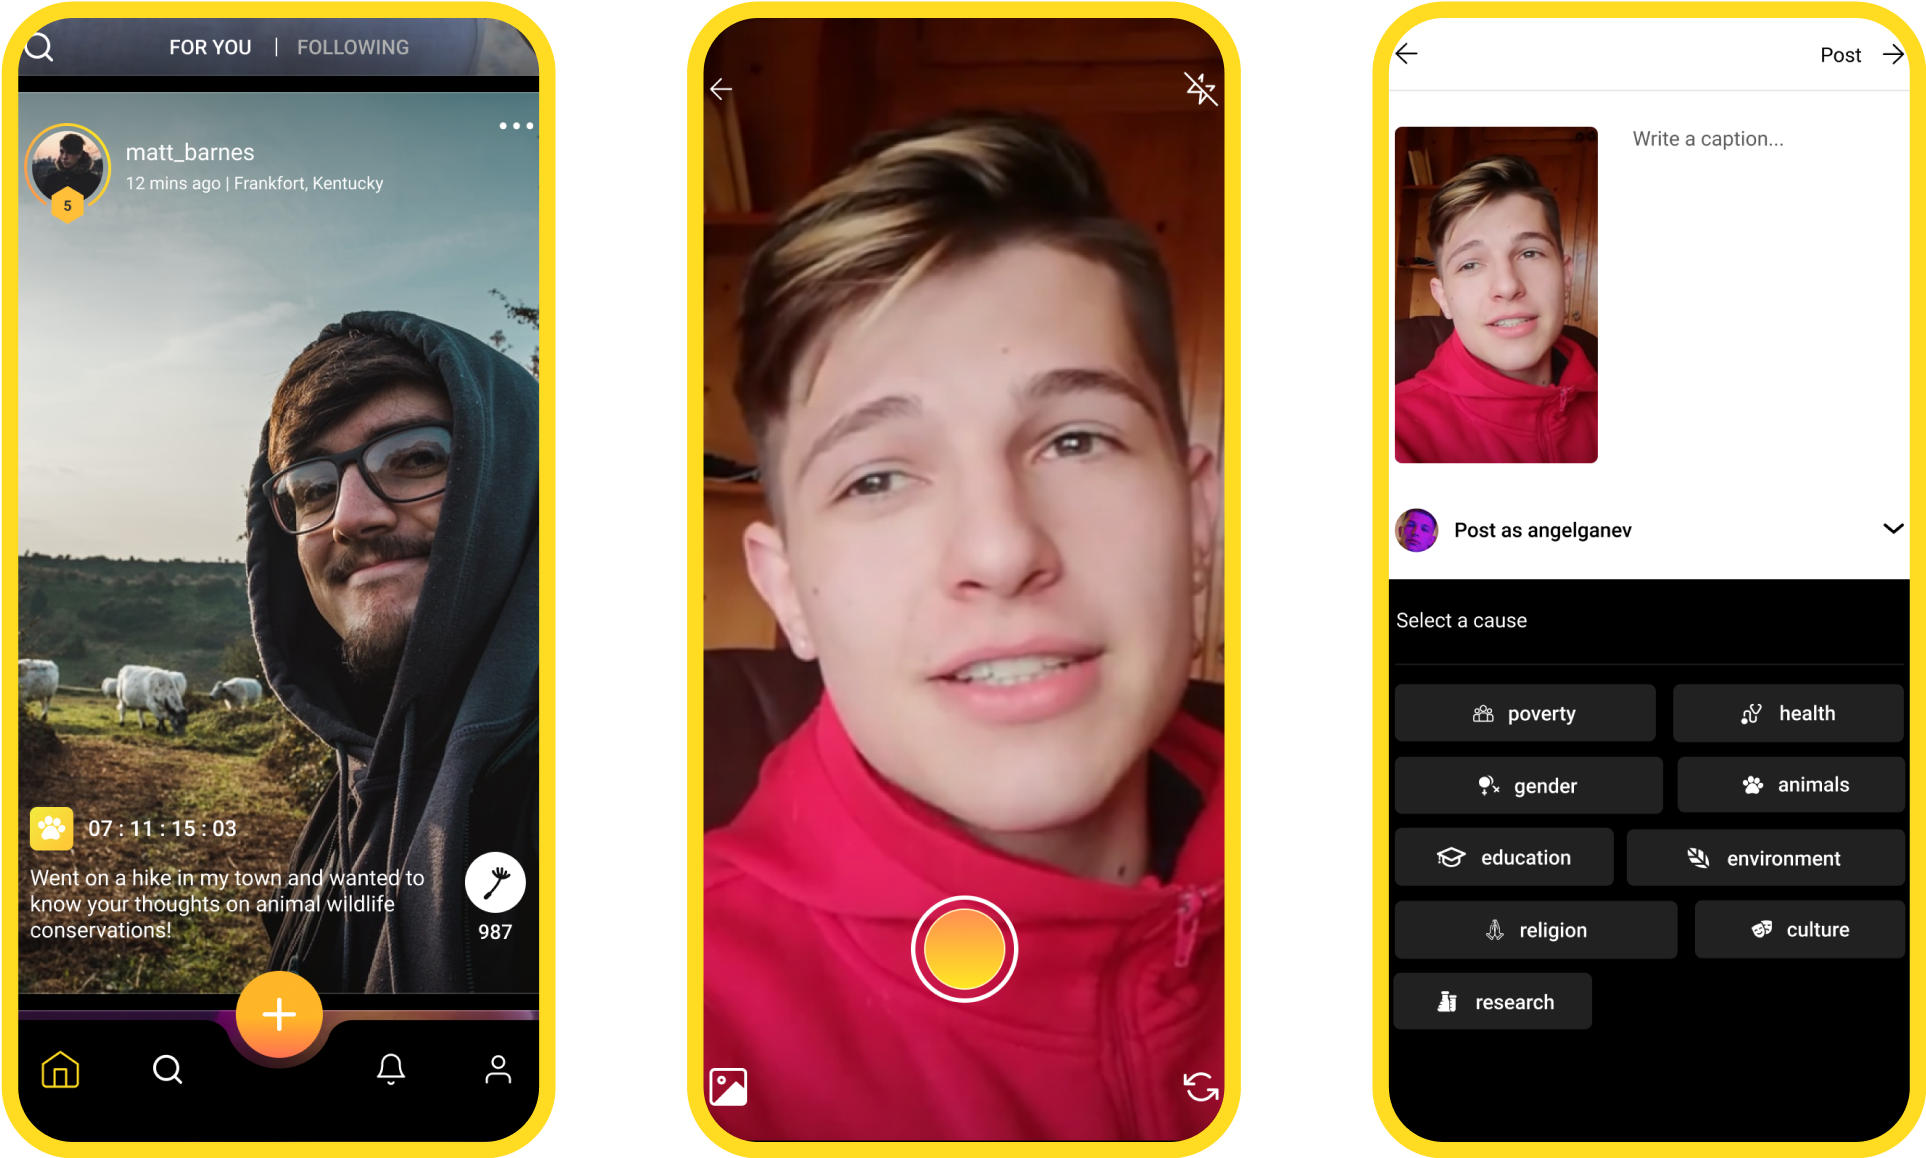 FOR YOU | FOLLOWING
matt_barnes
12 mins ago | Frankfort, Kentucky
5
07 : 11 : 15 : 03
Went on a hike in my town and wanted to
know your thoughts on animal wildlife
conservations!
987
Post
Write a caption...
Post as angelganev
Select a cause
poverty
health
gender
animals
education
environment
religion
culture
research